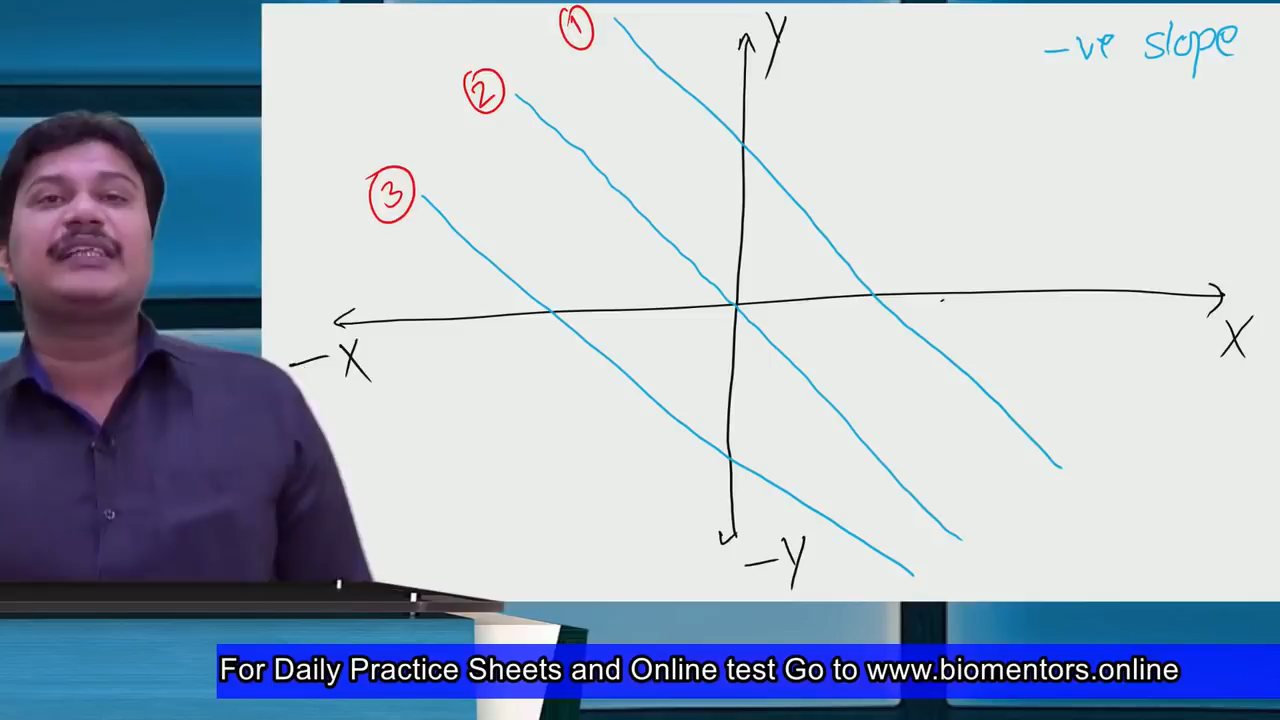 1
Y
-ve slope
2
3
-X
X
-Y
For Daily Practice Sheets and Online test Go to www.biomentors.online